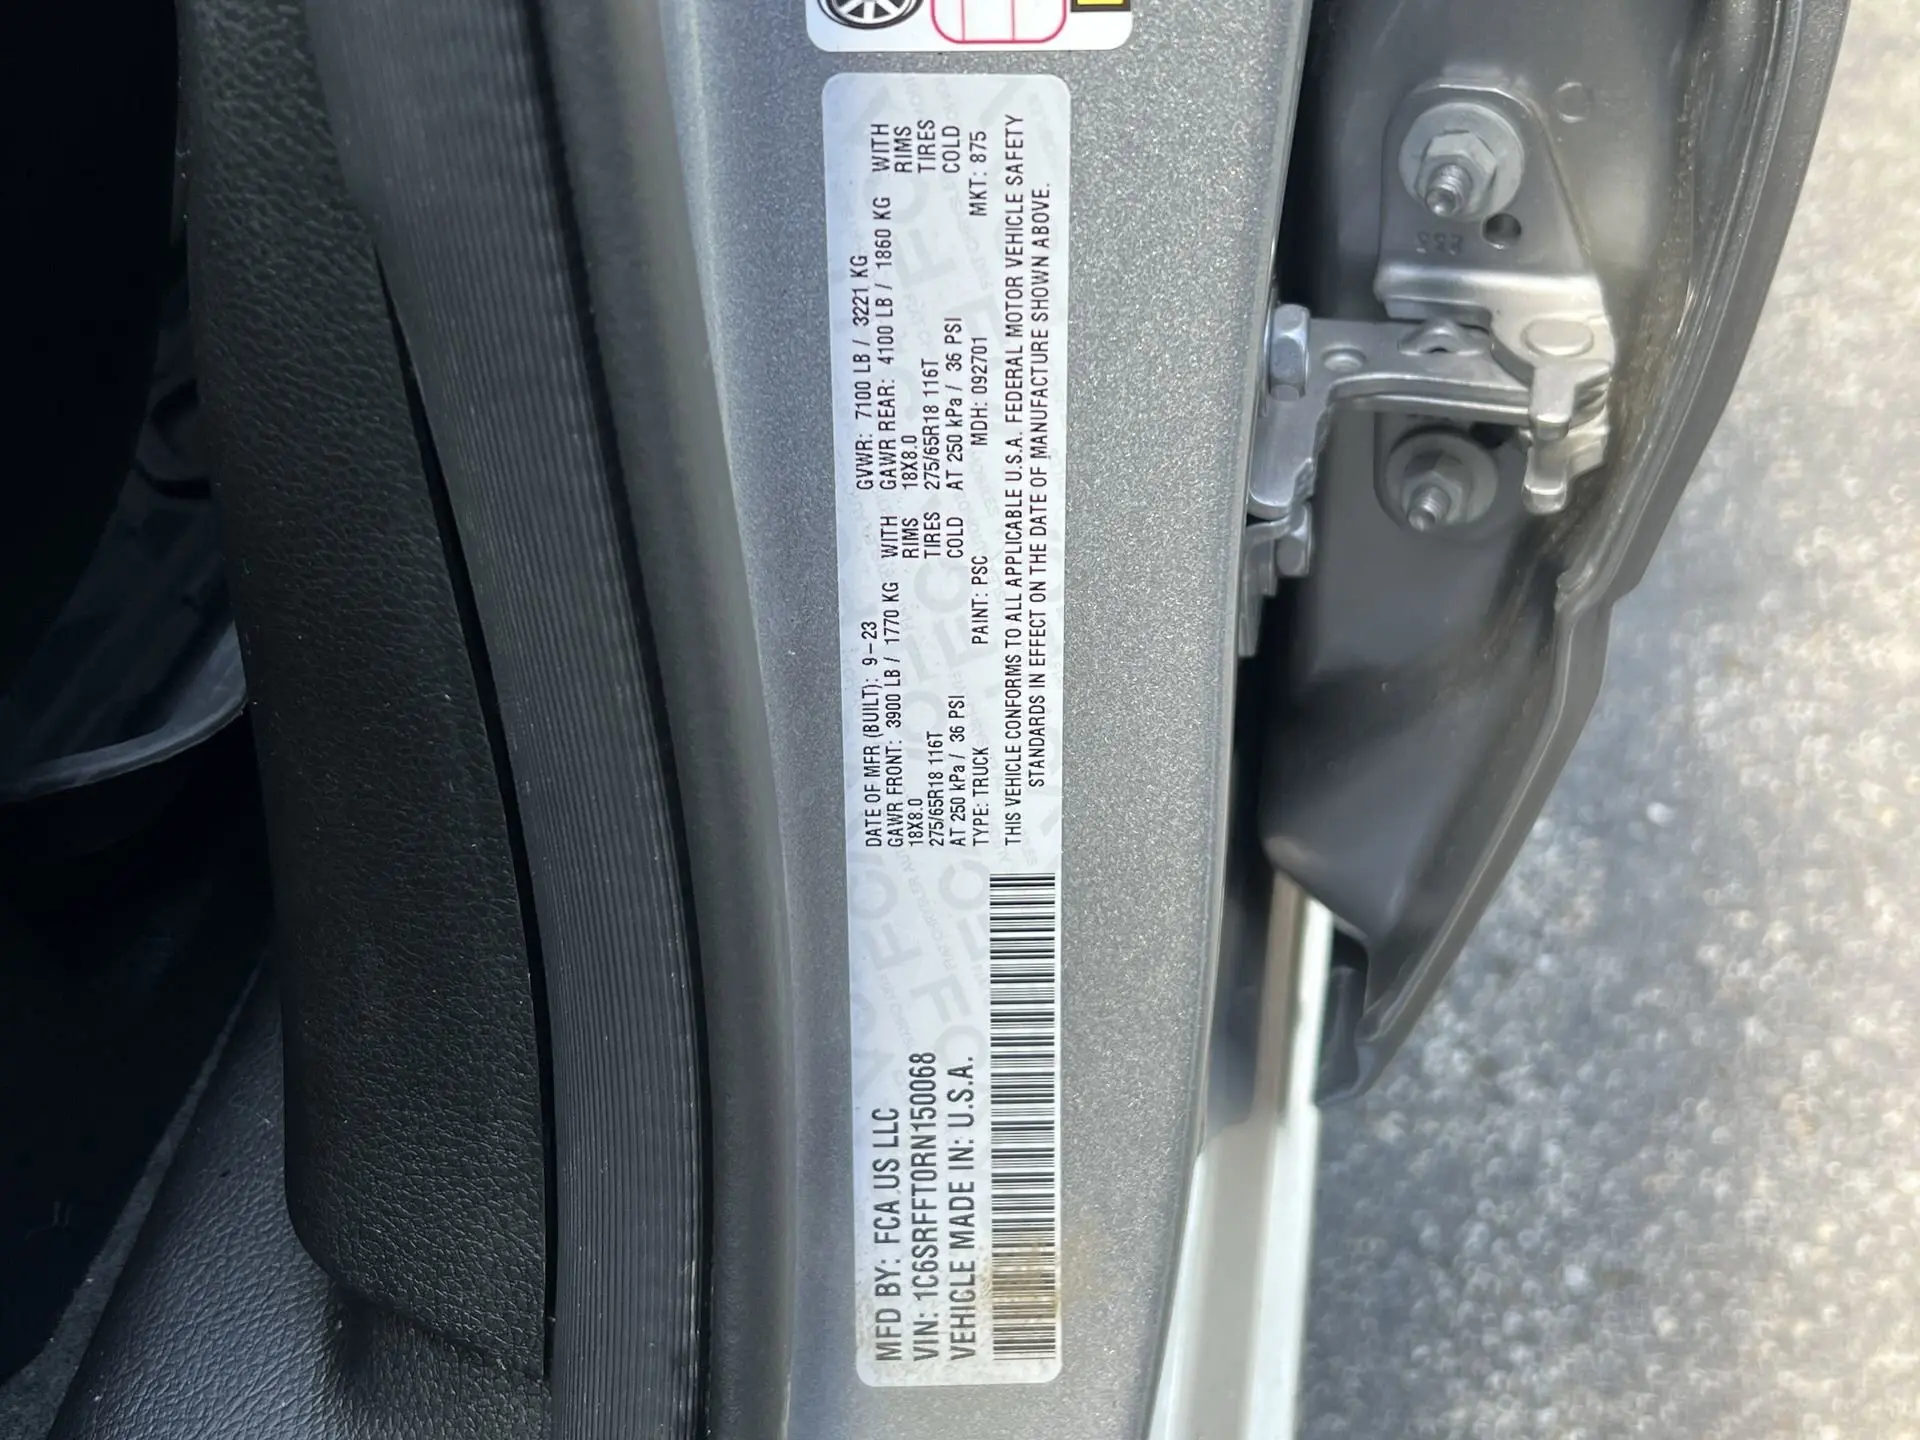 MFD BY: FCA US LLC
VIN: 1C6SRFFT0RN150068
VEHICLE MADE IN: U.S.A.
DATE OF MFR (BUILT): 9-23 GVWR: 7100 LB / 3221 KG
GAWR FRONT: 3900 LB / 1770 KG WITH GAWR REAR: 4100 LB / 1860 KG WITH
18X8.0 RIMS 18X8.0 RIMS
275/65R18 116T TIRES 275/65R18 116T TIRES
AT 250 kPa / 36 PSI COLD AT 250 kPa / 36 PSI COLD
TYPE: TRUCK PAINT: PSC MDH: 092701 MKT: 875
THIS VEHICLE CONFORMS TO ALL APPLICABLE U.S.A. FEDERAL MOTOR VEHICLE SAFETY
STANDARDS IN EFFECT ON THE DATE OF MANUFACTURE SHOWN ABOVE.